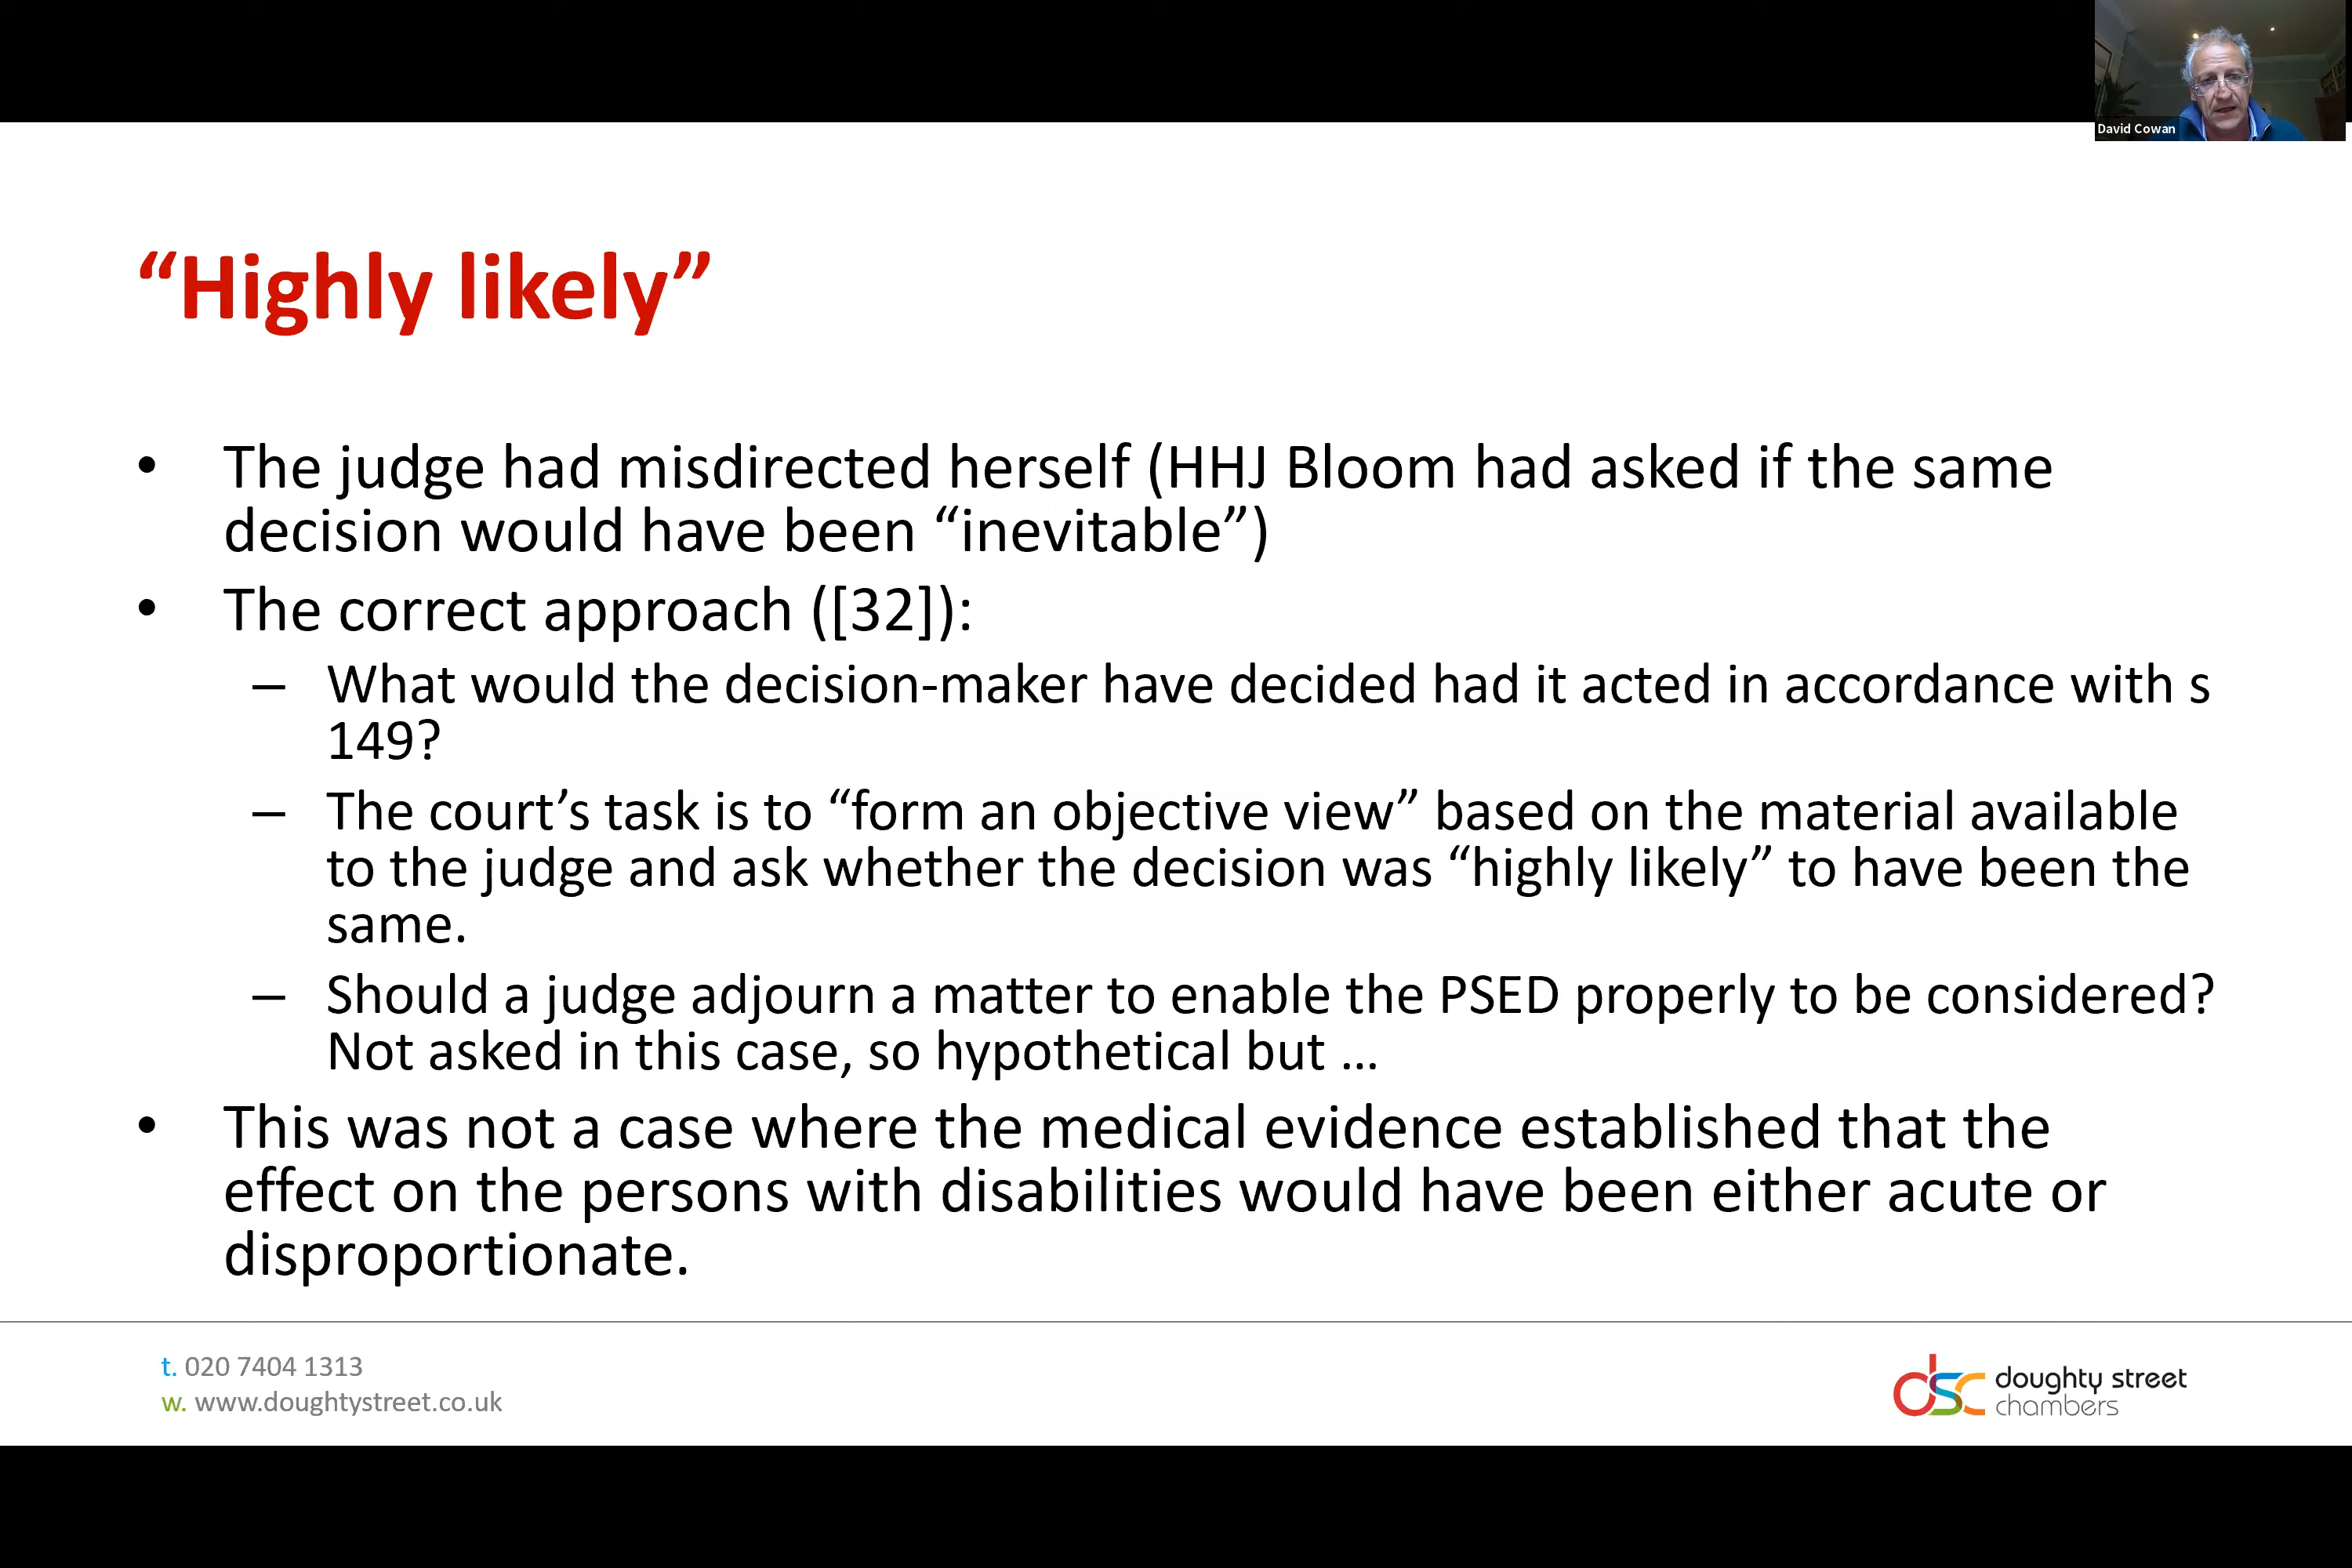 David Cowan
“Highly likely”
• The judge had misdirected herself (HHJ Bloom had asked if the same
decision would have been “inevitable”)
• The correct approach ([32]):
– What would the decision-maker have decided had it acted in accordance with s
149?
– The court’s task is to “form an objective view” based on the material available
to the judge and ask whether the decision was “highly likely” to have been the
same.
– Should a judge adjourn a matter to enable the PSED properly to be considered?
Not asked in this case, so hypothetical but ...
• This was not a case where the medical evidence established that the
effect on the persons with disabilities would have been either acute or
disproportionate.
t. 020 7404 1313
w. www.doughtystreet.co.uk
dsc doughty street
chambers